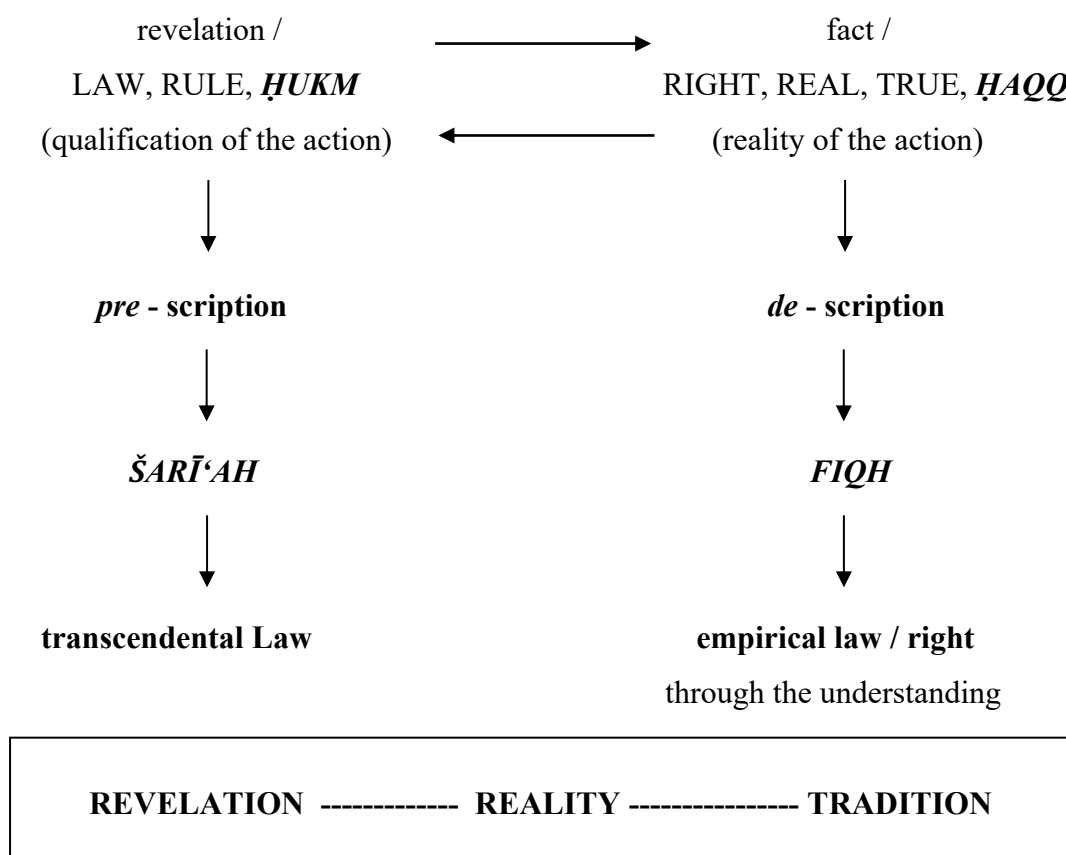 revelation /
LAW, RULE, ḤUKM
(qualification of the action)
fact /
RIGHT, REAL, TRUE, ḤAQQ
(reality of the action)
pre - scription
de - scription
ŠARĪ‘AH
FIQH
transcendental Law
empirical law / right
through the understanding
REVELATION ------------- REALITY ---------------- TRADITION